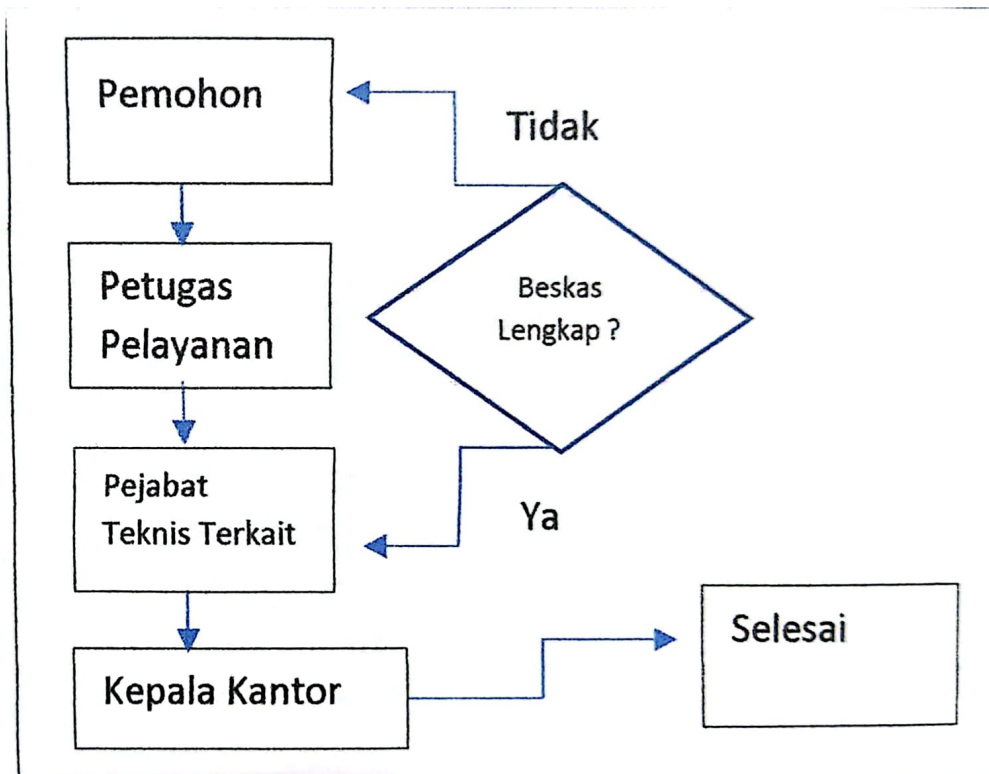 Pemohon
Tidak
Petugas
Pelayanan
Beskas
Lengkap ?
Pejabat
Teknis Terkait
Ya
Kepala Kantor
Selesai